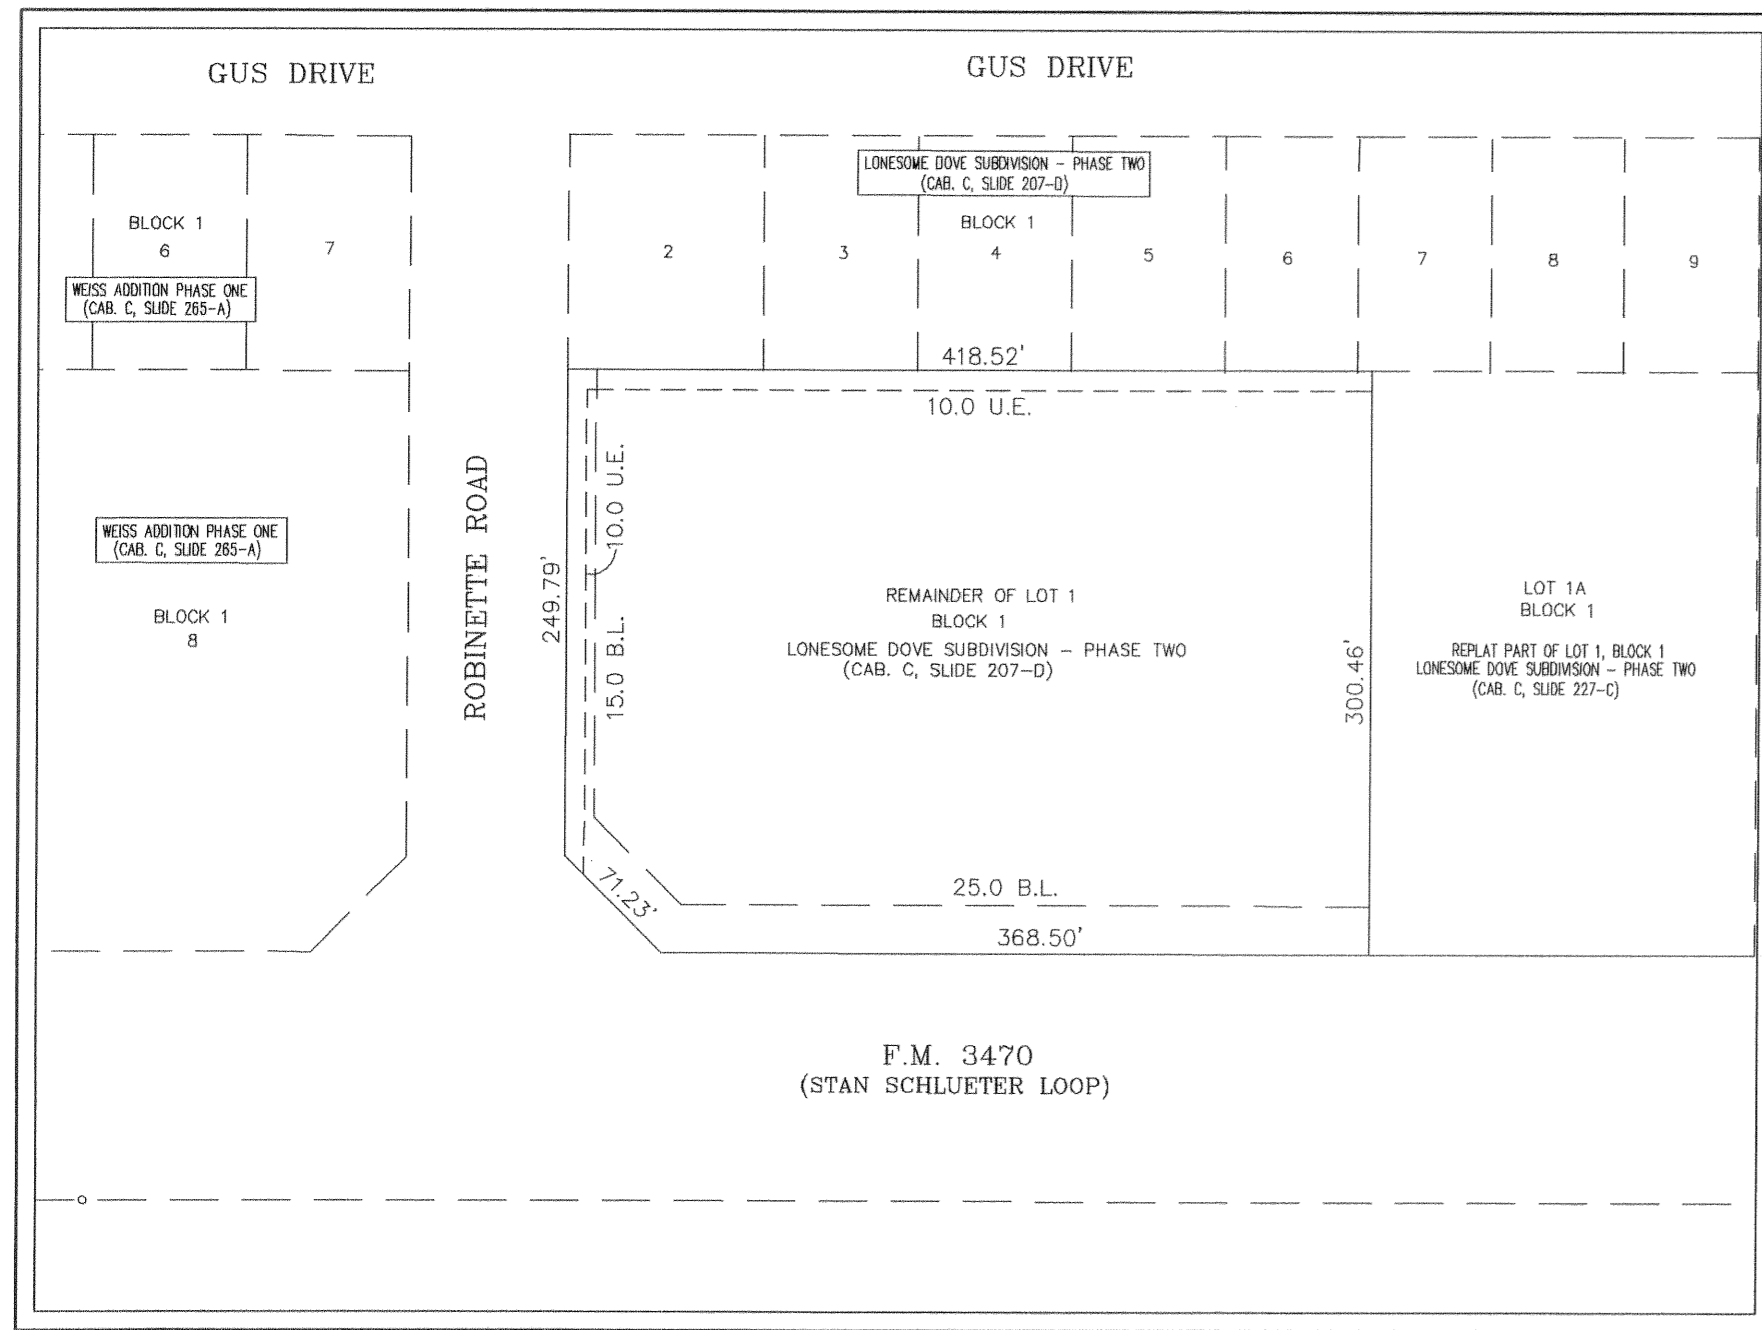 GUS DRIVE
GUS DRIVE
LONESOME DOVE SUBDIVISION - PHASE TWO
(CAB. C, SLIDE 207-D)
BLOCK 1
6
7
WEISS ADDITION PHASE ONE
(CAB. C, SLIDE 265-A)
2
3
BLOCK 1
4
5
6
7
8
9
418.52'
10.0 U.E.
WEISS ADDITION PHASE ONE
(CAB. C, SLIDE 265-A)
BLOCK 1
8
ROBINETTE ROAD
249.79'
10.0 U.E.
15.0 B.L.
REMAINDER OF LOT 1
BLOCK 1
LONESOME DOVE SUBDIVISION - PHASE TWO
(CAB. C, SLIDE 207-D)
300.46'
LOT 1A
BLOCK 1
REPLAT PART OF LOT 1, BLOCK 1
LONESOME DOVE SUBDIVISION - PHASE TWO
(CAB. C, SLIDE 227-C)
71.23'
25.0 B.L.
368.50'
F.M. 3470
(STAN SCHLUETER LOOP)